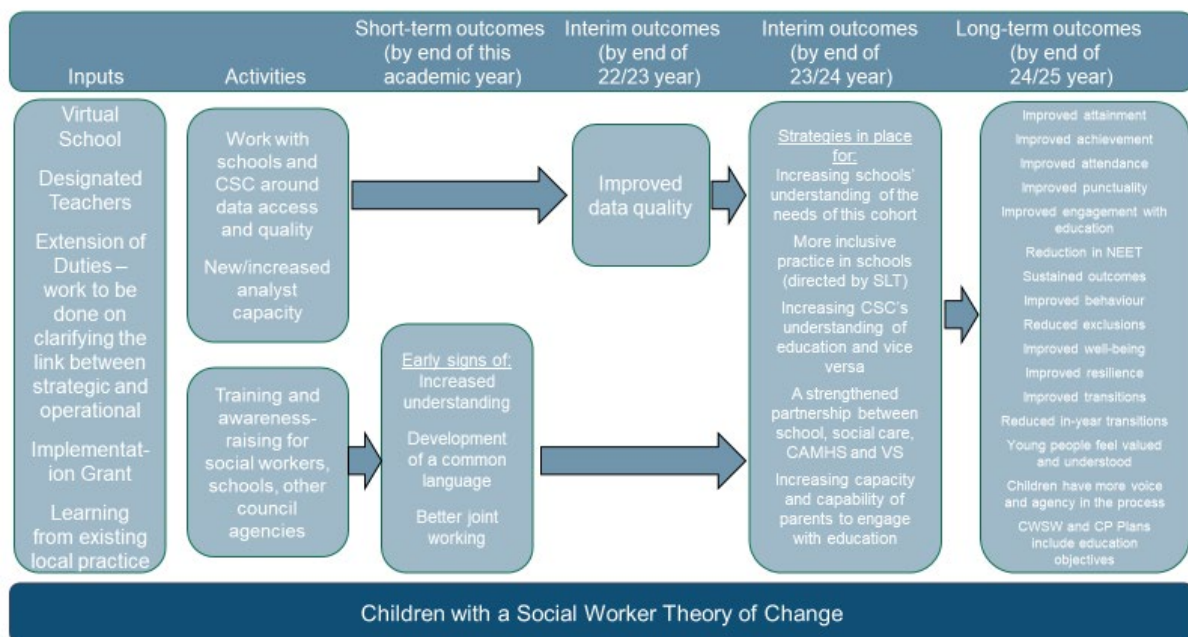 Inputs
Activities
Short-term outcomes
(by end of this
academic year)
Interim outcomes
(by end of
22/23 year)
Interim outcomes
(by end of
23/24 year)
Long-term outcomes
(by end of
24/25 year)
Virtual
School
Designated
Teachers
Extension of
Duties –
work to be
done on
clarifying the
link between
strategic and
operational
Implementat-
ion Grant
Learning
from existing
local practice
Work with
schools and
CSC around
data access
and quality
New/increased
analyst
capacity
Training and
awareness-
raising for
social workers,
schools, other
council
agencies
Early signs of:
Increased
understanding
Development
of a common
language
Better joint
working
Improved
data quality
Strategies in place
for:
Increasing schools’
understanding of the
needs of this cohort
More inclusive
practice in schools
(directed by SLT)
Increasing CSC’s
understanding of
education and vice
versa
A strengthened
partnership between
school, social care,
CAMHS and VS
Increasing capacity
and capability of
parents to engage
with education
Improved attainment
Improved achievement
Improved attendance
Improved punctuality
Improved engagement with
education
Reduction in NEET
Sustained outcomes
Improved behaviour
Reduced exclusions
Improved well-being
Improved resilience
Improved transitions
Reduced in-year transitions
Young people feel valued
and understood
Children have more voice
and agency in the process
CWSW and CP Plans
include education
objectives
Children with a Social Worker Theory of Change